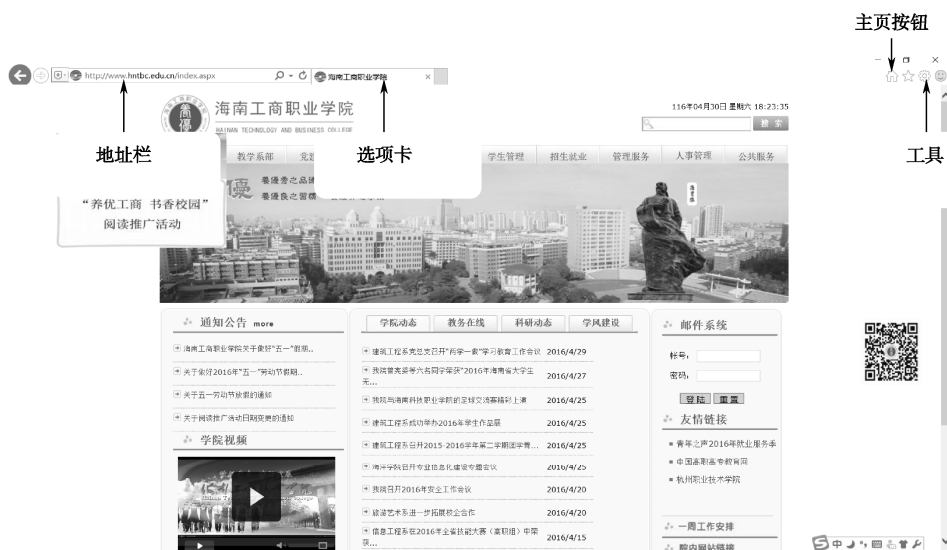 主页按钮
http://www.hntbc.edu.cn/index.aspx
海南工商职业学院
海南工商职业学院
HAINAN TECHNOLOGY AND BUSINESS COLLEGE
116年04月30日 星期六 18:23:35
搜 索
地址栏
选项卡
工具
教学系部 党 学生管理 招生就业 管理服务 人事管理 公共服务
優
“养优工商 书香校园”
阅读推广活动
通知公告 more
海南工商职业学院关于做好"五一"假期..
关于做好2016年"五一"劳动节假期..
关于五一劳动节放假的通知
关于阅读推广活动日期变更的通知
学院视频
学院动态 教务在线 科研动态 学风建设
建筑工程系党总支召开"两学一做"学习教育工作会议 2016/4/29
我院曾宪委等六名同学荣获"2016年海南省大学生 2016/4/27
无...
我院与海南科技职业学院的足球交流赛精彩上演 2016/4/25
建筑工程系成功举办2016年学生作品展 2016/4/25
建筑工程系召开2015-2016学年第二学期团学骨... 2016/4/25
海洋学院召开专业信息化建设专题会议 2016/4/25
我院召开2016年安全工作会议 2016/4/20
旅游艺术系进一步拓展校企合作 2016/4/20
信息工程系在2016年全省技能大赛（高职组）中荣 2016/4/15
获...
邮件系统
帐号：
密码：
登陆 重置
友情链接
青年之声2016年就业服务季
中国高职高专教育网
杭州职业技术学院
一周工作安排
院内网站链接
中